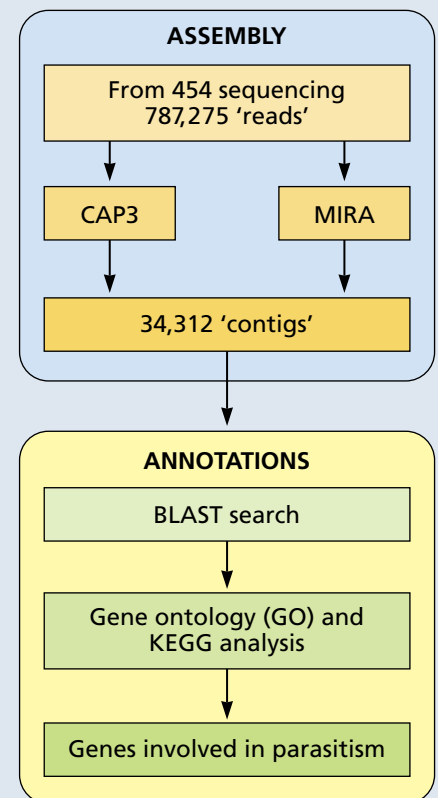 ASSEMBLY
From 454 sequencing
787,275 ‘reads’
CAP3
MIRA
34,312 ‘contigs’
ANNOTATIONS
BLAST search
Gene ontology (GO) and
KEGG analysis
Genes involved in parasitism